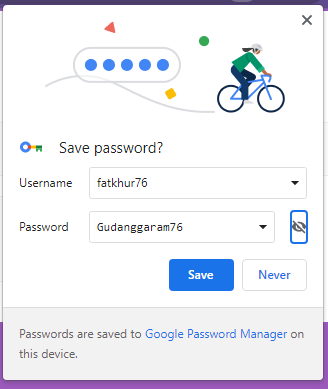 Save password?
Username fatkhur76
Password Gudanggaram76
Save Never
Passwords are saved to Google Password Manager on
this device.